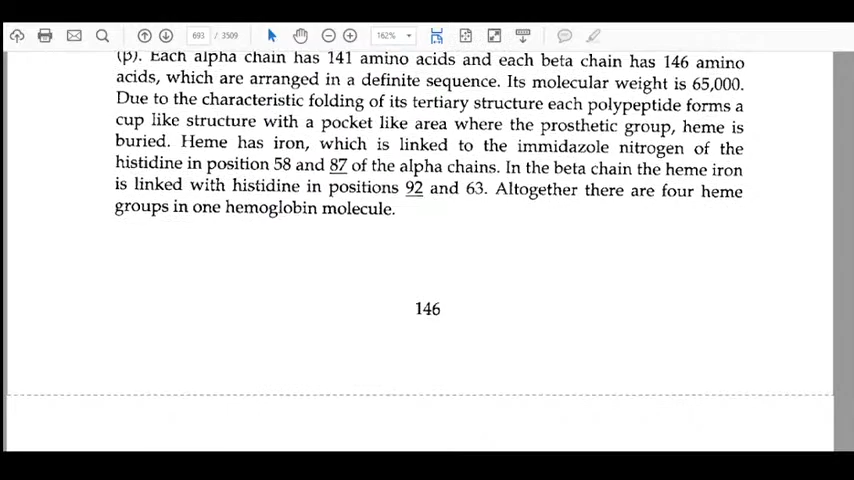 693 / 3509
162%
(β). Each alpha chain has 141 amino acids and each beta chain has 146 amino
acids, which are arranged in a definite sequence. Its molecular weight is 65,000.
Due to the characteristic folding of its tertiary structure each polypeptide forms a
cup like structure with a pocket like area where the prosthetic group, heme is
buried. Heme has iron, which is linked to the immidazole nitrogen of the
histidine in position 58 and 87 of the alpha chains. In the beta chain the heme iron
is linked with histidine in positions 92 and 63. Altogether there are four heme
groups in one hemoglobin molecule.
146